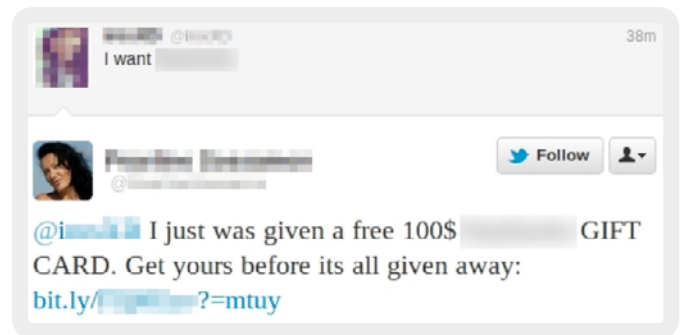 38m
I want
Follow
@i I just was given a free 100$ GIFT
CARD. Get yours before its all given away:
bit.ly/ ?=mtuy